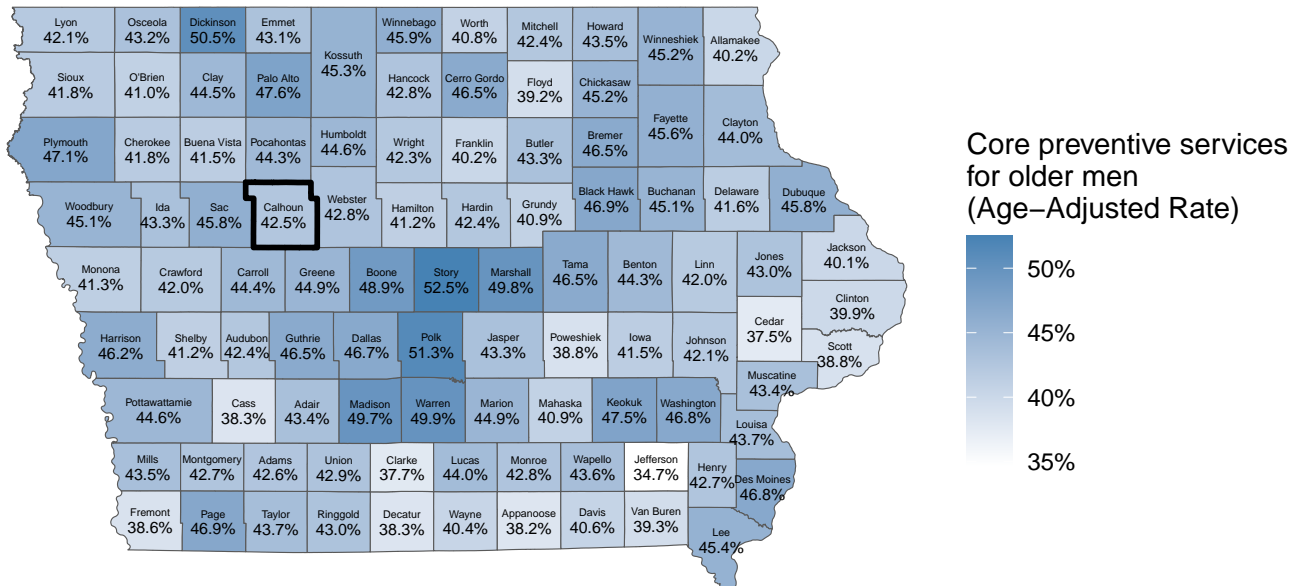 Lyon
42.1%
Osceola
43.2%
Dickinson
50.5%
Emmet
43.1%
Kossuth
45.3%
Winnebago
45.9%
Worth
40.8%
Mitchell
42.4%
Howard
43.5%
Winneshiek
45.2%
Allamakee
40.2%
Sioux
41.8%
O'Brien
41.0%
Clay
44.5%
Palo Alto
47.6%
Hancock
42.8%
Cerro Gordo
46.5%
Floyd
39.2%
Chickasaw
45.2%
Fayette
45.6%
Clayton
44.0%
Plymouth
47.1%
Cherokee
41.8%
Buena Vista
41.5%
Pocahontas
44.3%
Humboldt
44.6%
Wright
42.3%
Franklin
40.2%
Butler
43.3%
Bremer
46.5%
Woodbury
45.1%
Ida
43.3%
Sac
45.8%
Calhoun
42.5%
Webster
42.8%
Hamilton
41.2%
Hardin
42.4%
Grundy
40.9%
Black Hawk
46.9%
Buchanan
45.1%
Delaware
41.6%
Dubuque
45.8%
Monona
41.3%
Crawford
42.0%
Carroll
44.4%
Greene
44.9%
Boone
48.9%
Story
52.5%
Marshall
49.8%
Tama
46.5%
Benton
44.3%
Linn
42.0%
Jones
43.0%
Jackson
40.1%
Clinton
39.9%
Harrison
46.2%
Shelby
41.2%
Audubon
42.4%
Guthrie
46.5%
Dallas
46.7%
Polk
51.3%
Jasper
43.3%
Poweshiek
38.8%
Iowa
41.5%
Johnson
42.1%
Cedar
37.5%
Scott
38.8%
Muscatine
43.4%
Pottawattamie
44.6%
Cass
38.3%
Adair
43.4%
Madison
49.7%
Warren
49.9%
Marion
44.9%
Mahaska
40.9%
Keokuk
47.5%
Washington
46.8%
Louisa
43.7%
Mills
43.5%
Montgomery
42.7%
Adams
42.6%
Union
42.9%
Clarke
37.7%
Lucas
44.0%
Monroe
42.8%
Wapello
43.6%
Jefferson
34.7%
Henry
42.7%
Des Moines
46.8%
Fremont
38.6%
Page
46.9%
Taylor
43.7%
Ringgold
43.0%
Decatur
38.3%
Wayne
40.4%
Appanoose
38.2%
Davis
40.6%
Van Buren
39.3%
Lee
45.4%
Core preventive services
for older men
(Age−Adjusted Rate)
50%
45%
40%
35%